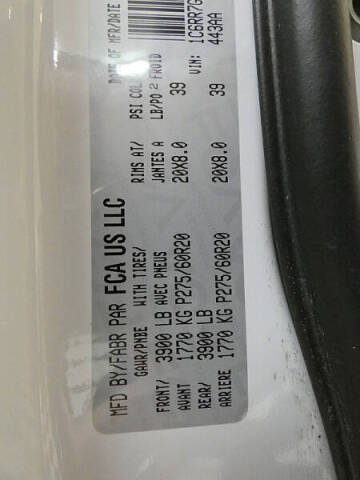 MFD BY/FABR PAR FCA US LLC DATE OF MFR/DATE
GAWR/PNBE WITH TIRES/ RIMS AT/ PSI COL
FRONT/ 3900 LB AVEC PNEUS JANTES A LB/PO2 FROID
AVANT 1770 KG P275/60R20 20X8.0 39
REAR/ 3900 LB VIN: 1C6RR7G
ARRIERE 1770 KG P275/60R20 20X8.0 39 443AA